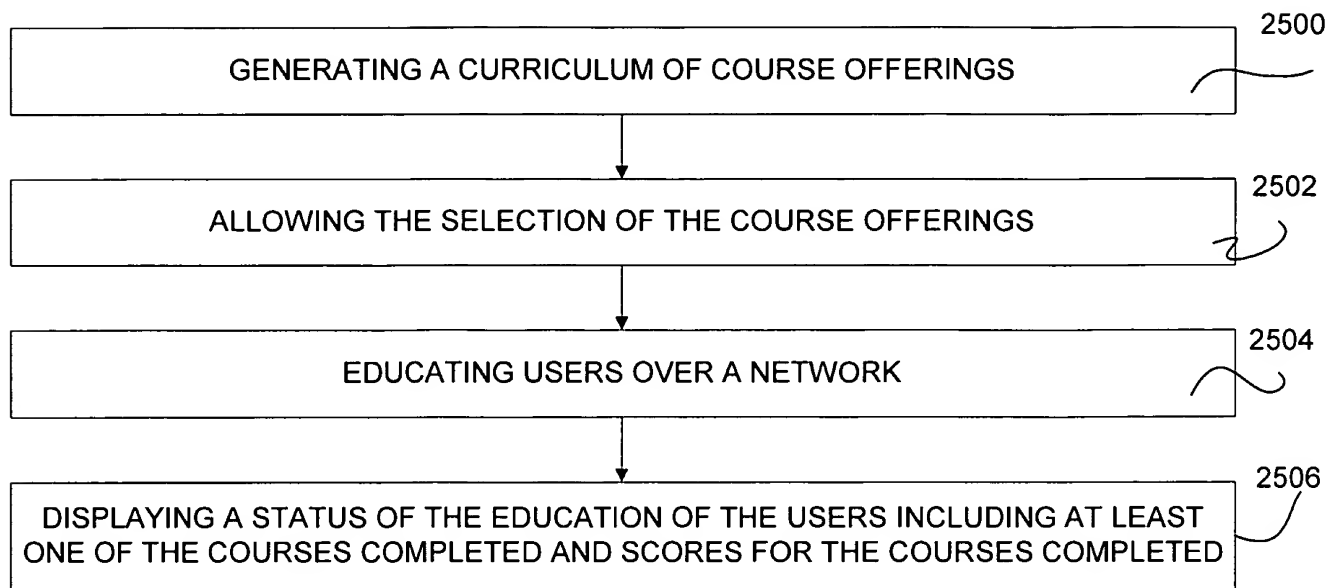 2500
GENERATING A CURRICULUM OF COURSE OFFERINGS
2502
ALLOWING THE SELECTION OF THE COURSE OFFERINGS
2504
EDUCATING USERS OVER A NETWORK
2506
DISPLAYING A STATUS OF THE EDUCATION OF THE USERS INCLUDING AT LEAST
ONE OF THE COURSES COMPLETED AND SCORES FOR THE COURSES COMPLETED